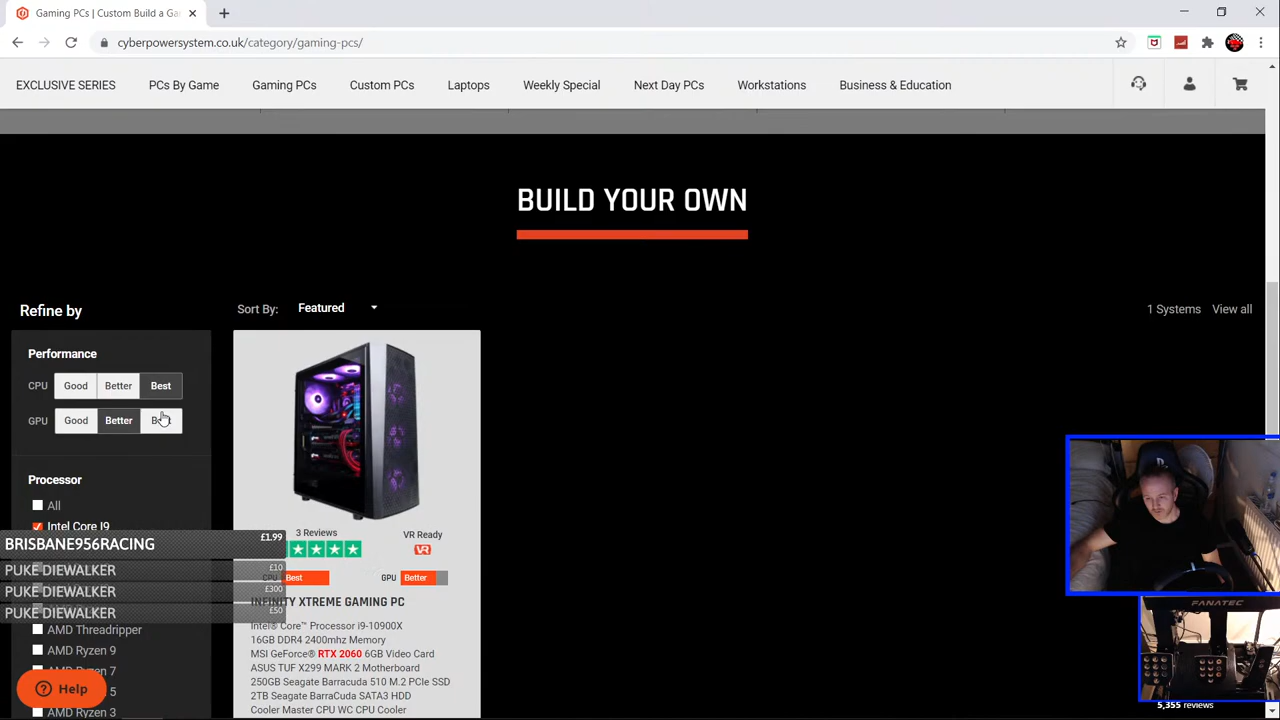 Gaming PCs | Custom Build a Ga
cyberpowersystem.co.uk/category/gaming-pcs/
EXCLUSIVE SERIES
PCs By Game
Gaming PCs
Custom PCs
Laptops
Weekly Special
Next Day PCs
Workstations
Business & Education
BUILD YOUR OWN
Refine by
Sort By: Featured
1 Systems View all
Performance
CPU Good Better Best
GPU Good Better
Processor
All
Intel Core I9
BRISBANE956RACING £1.99
PUKE DIEWALKER £10
PUKE DIEWALKER £300
PUKE DIEWALKER £50
AMD Threadripper
AMD Ryzen 9
AMD Ryzen 7
5
AMD Ryzen 3
Help
3 Reviews
VR Ready
VR
CPU Best
GPU Better
INFINITY XTREME GAMING PC
Intel® Core™ Processor i9-10900X
16GB DDR4 2400mhz Memory
MSI GeForce® RTX 2060 6GB Video Card
ASUS TUF X299 MARK 2 Motherboard
250GB Seagate Barracuda 510 M.2 PCIe SSD
2TB Seagate BarraCuda SATA3 HDD
Cooler Master CPU WC CPU Cooler
FANATEC
5,355 reviews